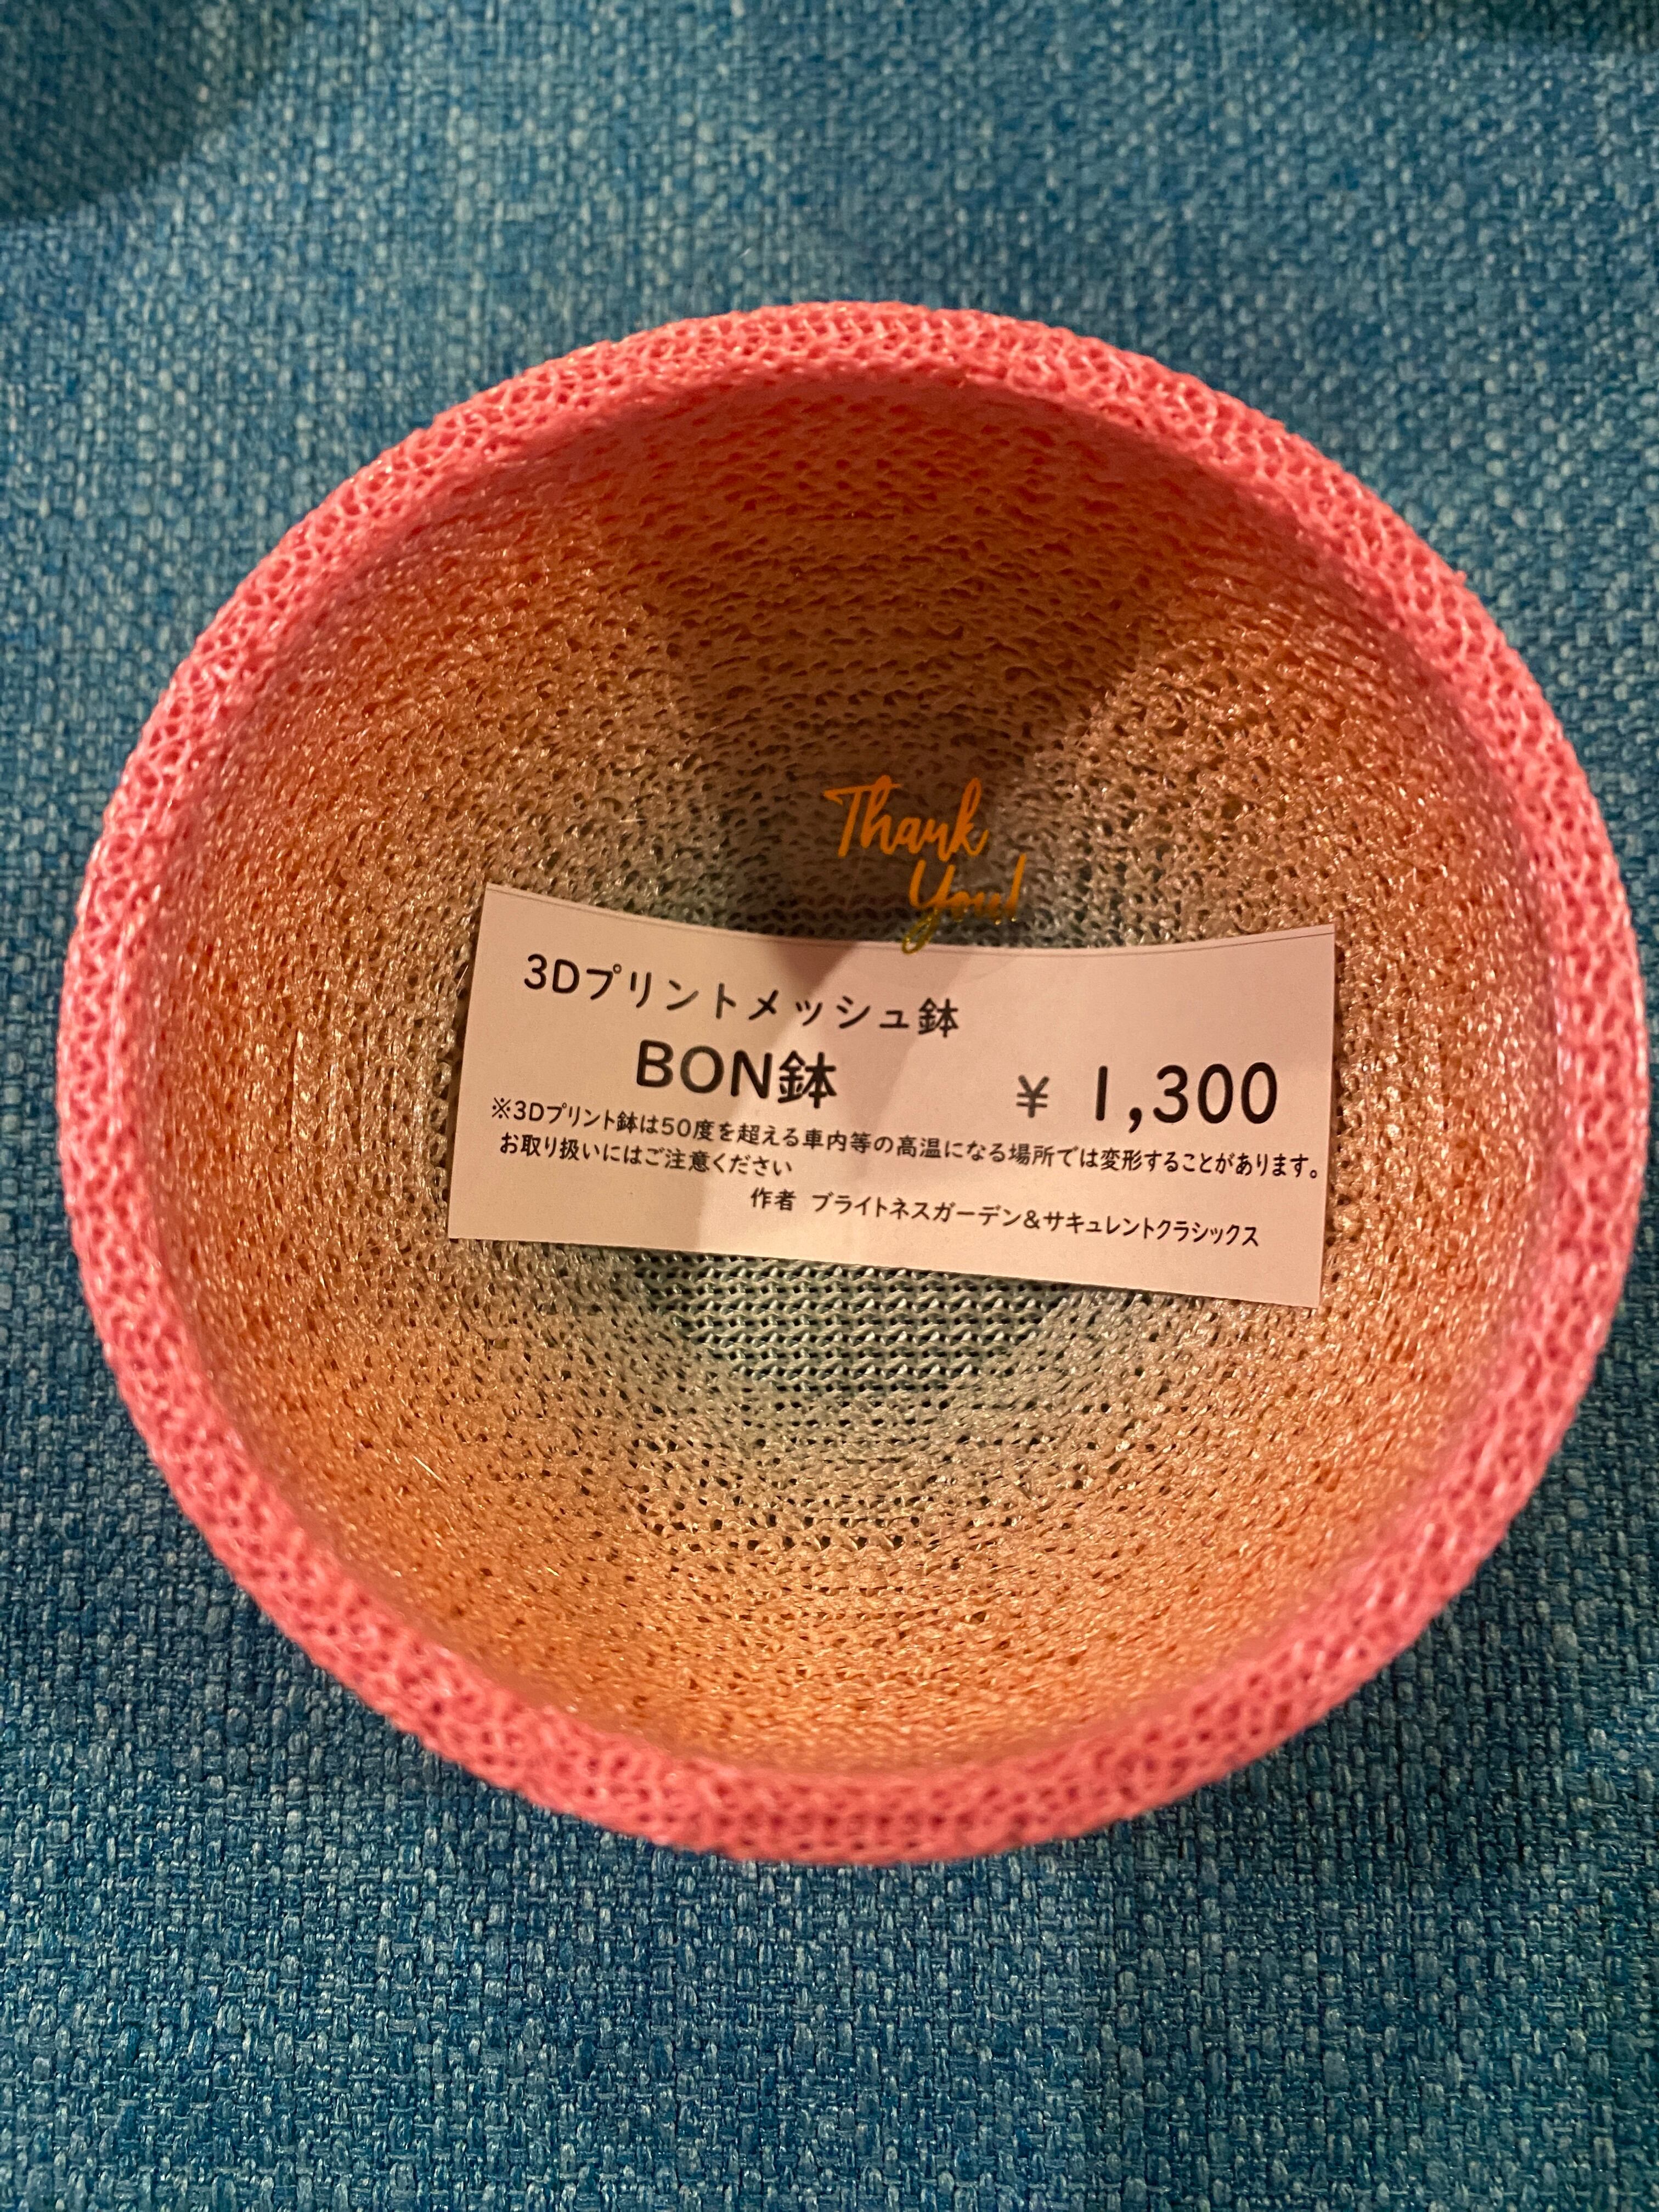 Thank
You!
3Dプリントメッシュ鉢
BON鉢 ¥ 1,300
※3Dプリント鉢は50度を超える車内等の高温になる場所では変形することがあります。
お取り扱いにはご注意ください
作者 ブライトネスガーデン&サキュレントクラシックス